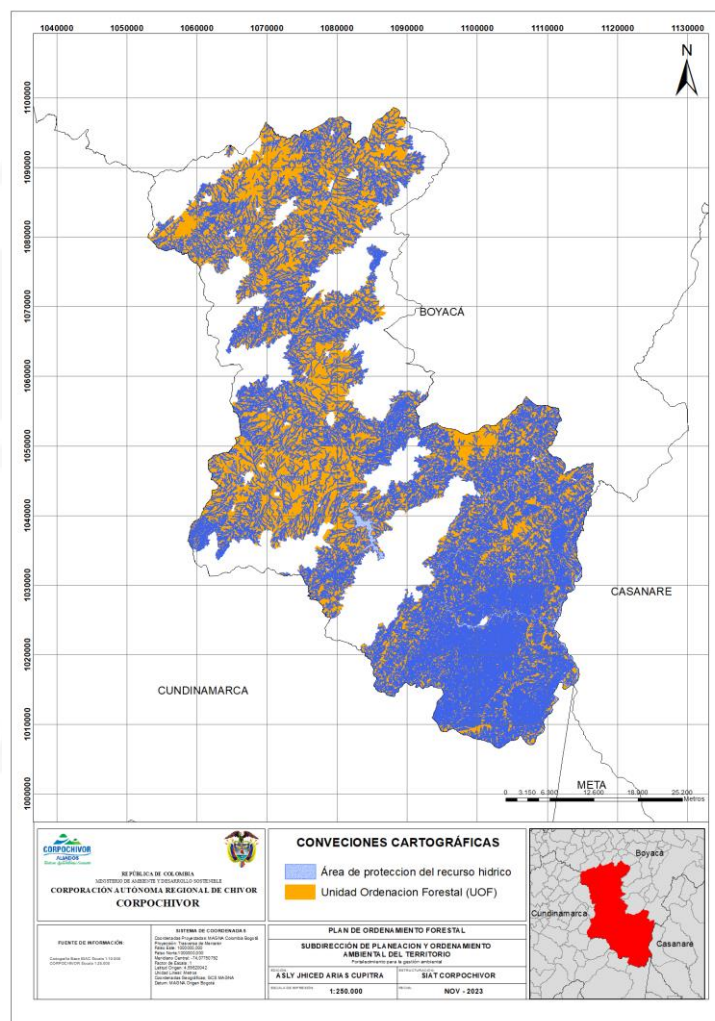 1040000 1050000 1060000 1070000 1080000 1090000 1100000 1110000 1120000 1130000
N
1100000
1090000
1080000
1070000
1060000
1050000
1040000
1030000
1020000
1010000
1000000
BOYACÁ
CASANARE
CUNDINAMARCA
META
0 3.150 6.300 12.600 18.900 25.200
Metros
CORPOCHIVOR
REPÚBLICA DE COLOMBIA
MINISTERIO DE AMBIENTE Y DESARROLLO SOSTENIBLE
CORPORACIÓN AUTÓNOMA REGIONAL DE CHIVOR
CORPOCHIVOR
CONVECIONES CARTOGRÁFICAS
Área de proteccion del recurso hidrico
Unidad Ordenacion Forestal (UOF)
Boyacá
Cundinamarca
Casanare
FUENTE DE INFORMACIÓN:
SISTEMA DE COORDENADAS
PLAN DE ORDENAMIENTO FORESTAL
SUBDIRECCIÓN DE PLANEACION Y ORDENAMIENTO
AMBIENTAL DEL TERRITORIO
Fortalecimiento para la gestión ambiental
ASLY JHICED ARIAS CUPITRA
SIAT CORPOCHIVOR
1:250.000
NOV - 2023